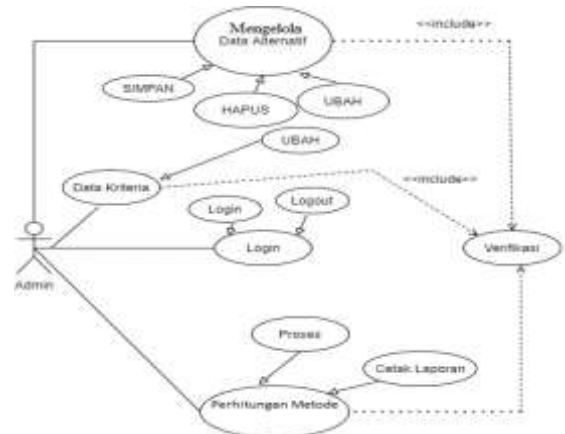 Mengelola
Data Alternatif
<<include>>
SIMPAN
HAPUS
UBAH
UBAH
Data Kriteria
<<include>>
Login
Logout
Login
Verifikasi
Admin
Proses
Cetak Laporan
Perhitungan Metode